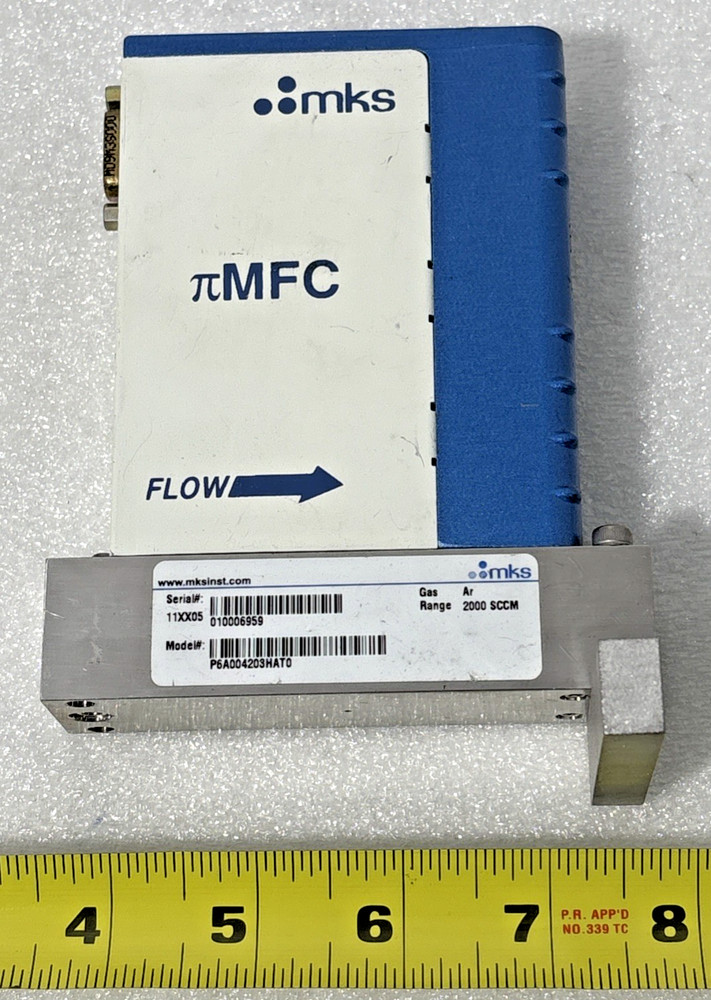 mks
πMFC
FLOW
www.mksinst.com
mks
Serial#:
11XX05 010006959
Gas Ar
Range 2000 SCCM
Model#:
P6A004203HAT0
4 5 6 7 8
P.R. APP'D
NO.339 TC